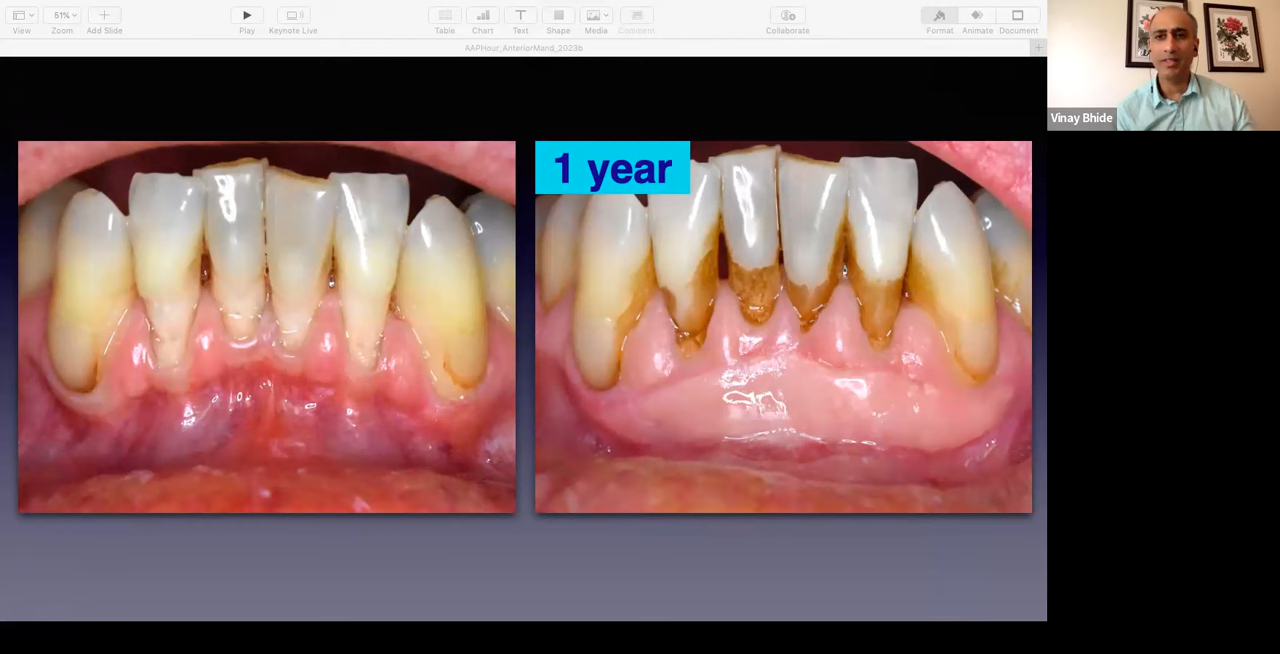 View
51%
Zoom
Add Slide
Play
Keynote Live
Table
Chart
Text
Shape
Media
Comment
Collaborate
Format
Animate
Document
AAPHour_AnteriorMand_2023b
1 year
Vinay Bhide